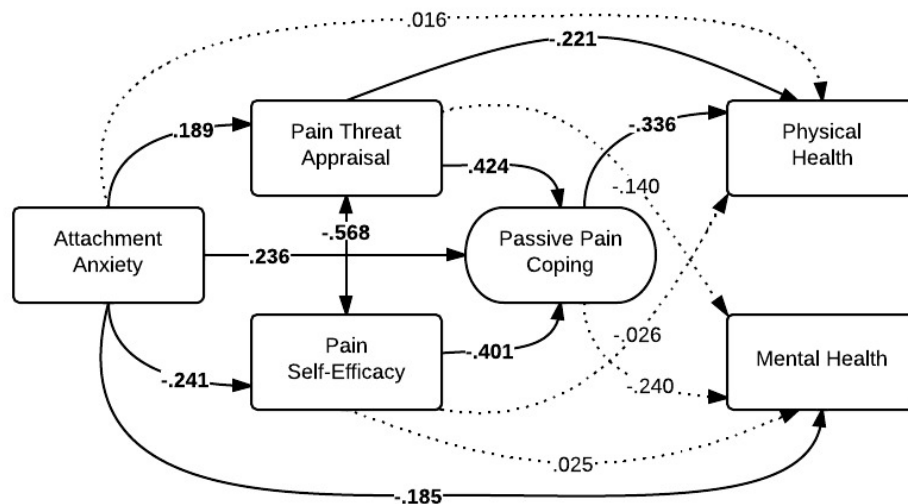 .016
-.221
.189
Pain Threat
Appraisal
.424
-.336
Physical
Health
-.140
Attachment
Anxiety
.236
-.568
Passive Pain
Coping
-.241
Pain
Self-Efficacy
-.401
-.026
-.240
Mental Health
.025
-.185